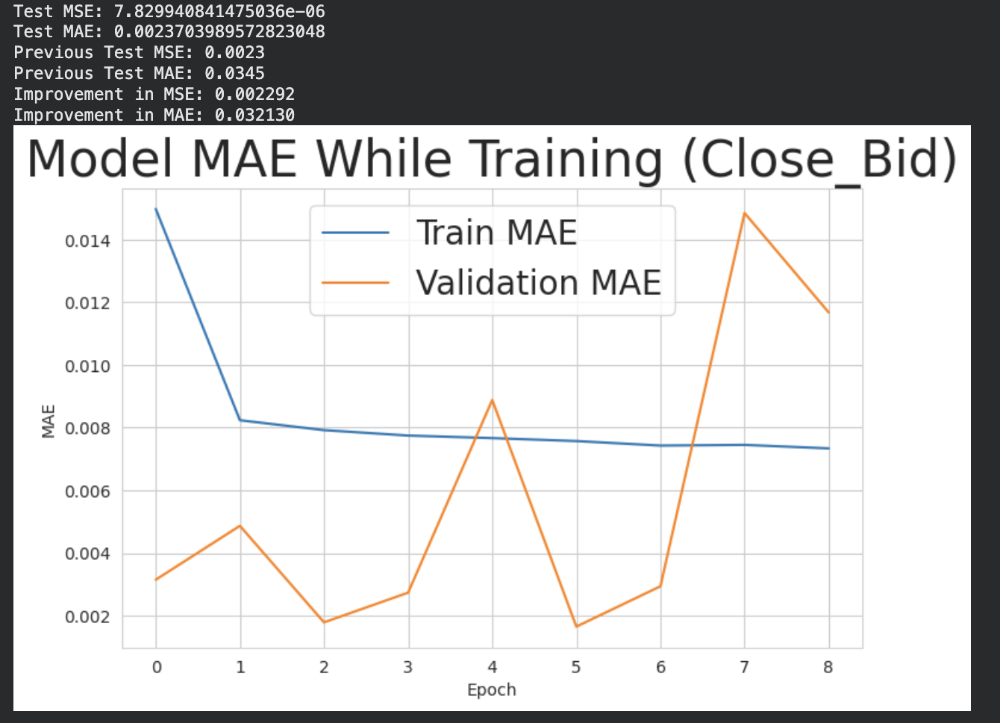 Test MSE: 7.829940841475036e-06
Test MAE: 0.0023703989572823048
Previous Test MSE: 0.0023
Previous Test MAE: 0.0345
Improvement in MSE: 0.002292
Improvement in MAE: 0.032130
Model MAE While Training (Close_Bid)
Train MAE
Validation MAE
0.014
0.012
0.010
0.008
0.006
0.004
0.002
MAE
0 1 2 3 4 5 6 7 8
Epoch